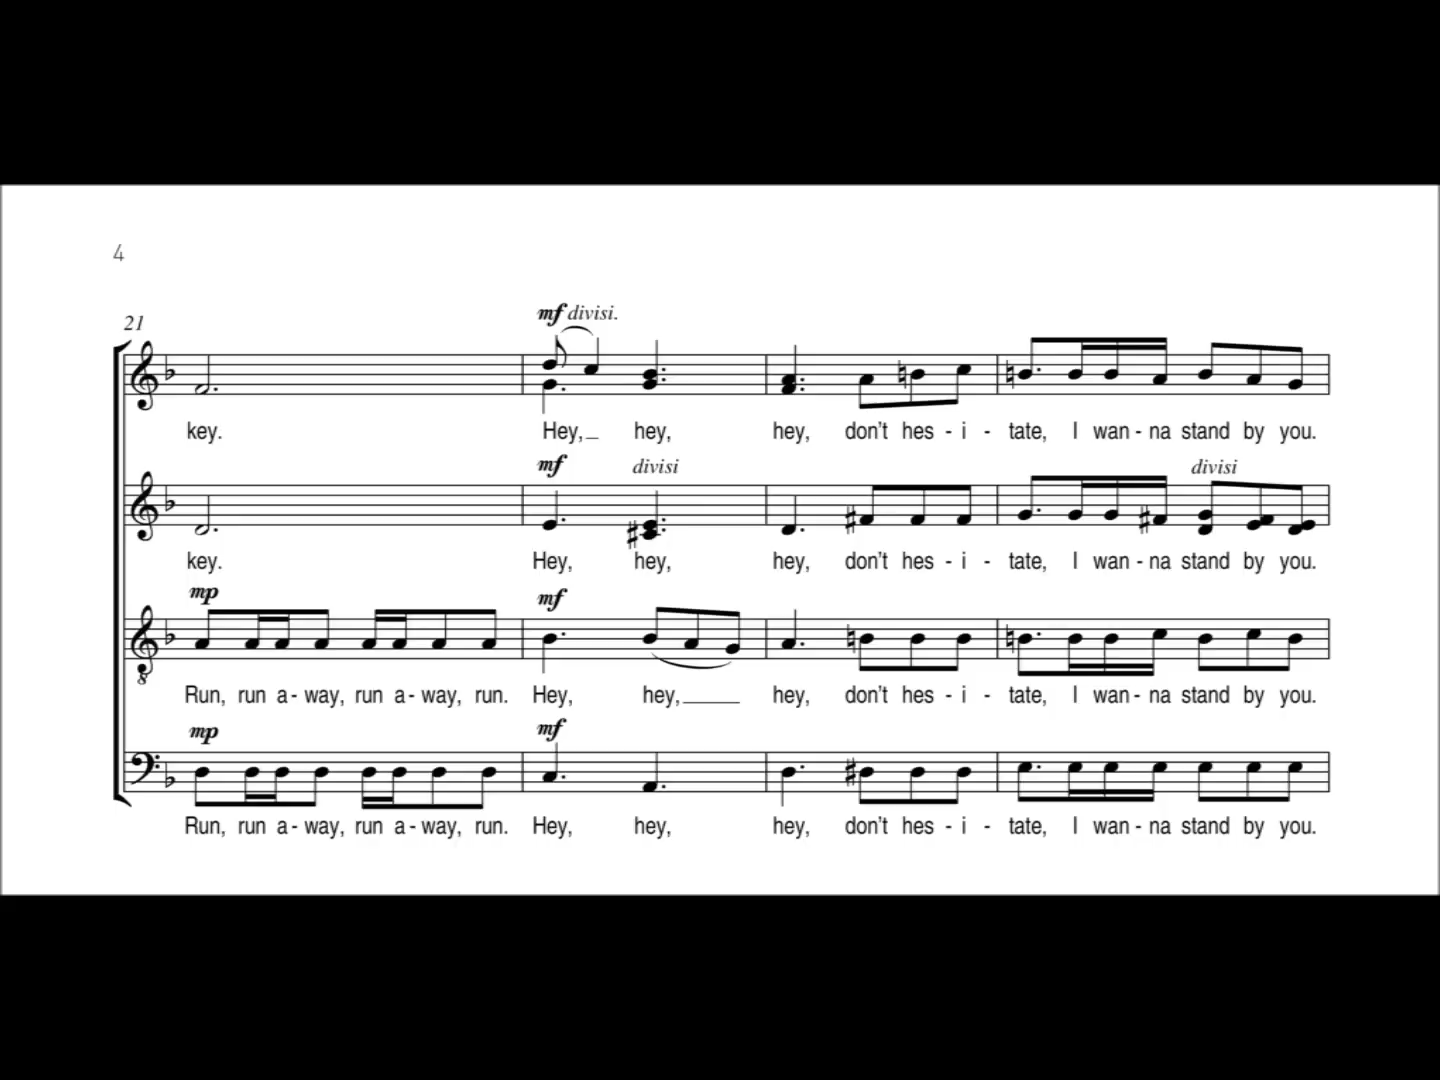 4
21
mf divisi.
key. Hey,_ hey, hey, don't hes - i - tate, I wan - na stand by you.
mf divisi divisi
key. Hey, hey, hey, don't hes - i - tate, I wan - na stand by you.
mp mf
8
Run, run a - way, run a - way, run. Hey, hey,____ hey, don't hes - i - tate, I wan - na stand by you.
mp mf
Run, run a - way, run a - way, run. Hey, hey, hey, don't hes - i - tate, I wan - na stand by you.